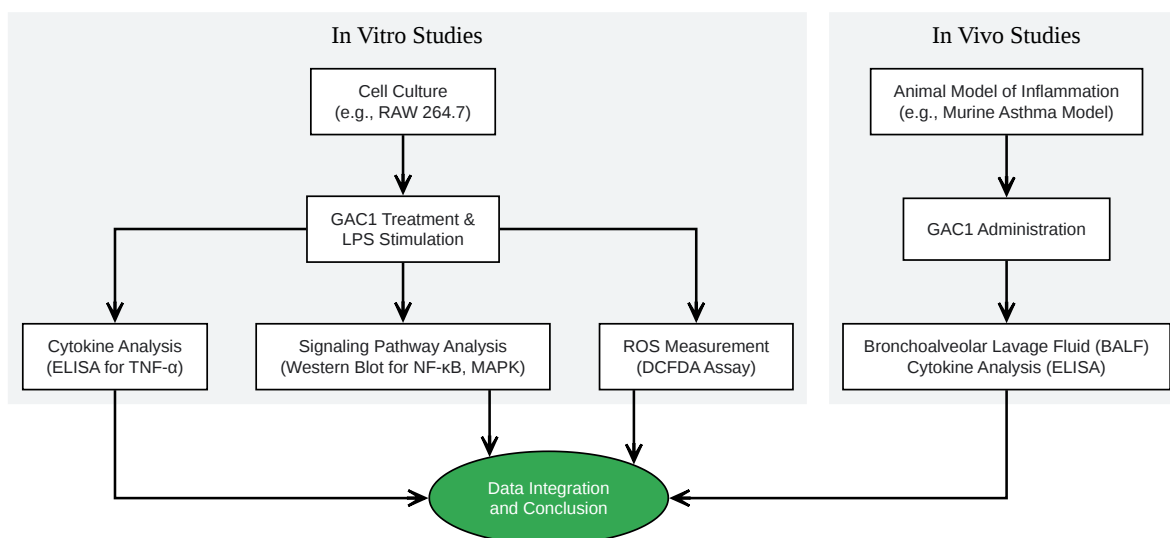 In Vitro Studies
Cell Culture
(e.g., RAW 264.7)
GAC1 Treatment &
LPS Stimulation
Cytokine Analysis
(ELISA for TNF-α)
Signaling Pathway Analysis
(Western Blot for NF-κB, MAPK)
ROS Measurement
(DCFDA Assay)
In Vivo Studies
Animal Model of Inflammation
(e.g., Murine Asthma Model)
GAC1 Administration
Bronchoalveolar Lavage Fluid (BALF)
Cytokine Analysis (ELISA)
Data Integration
and Conclusion